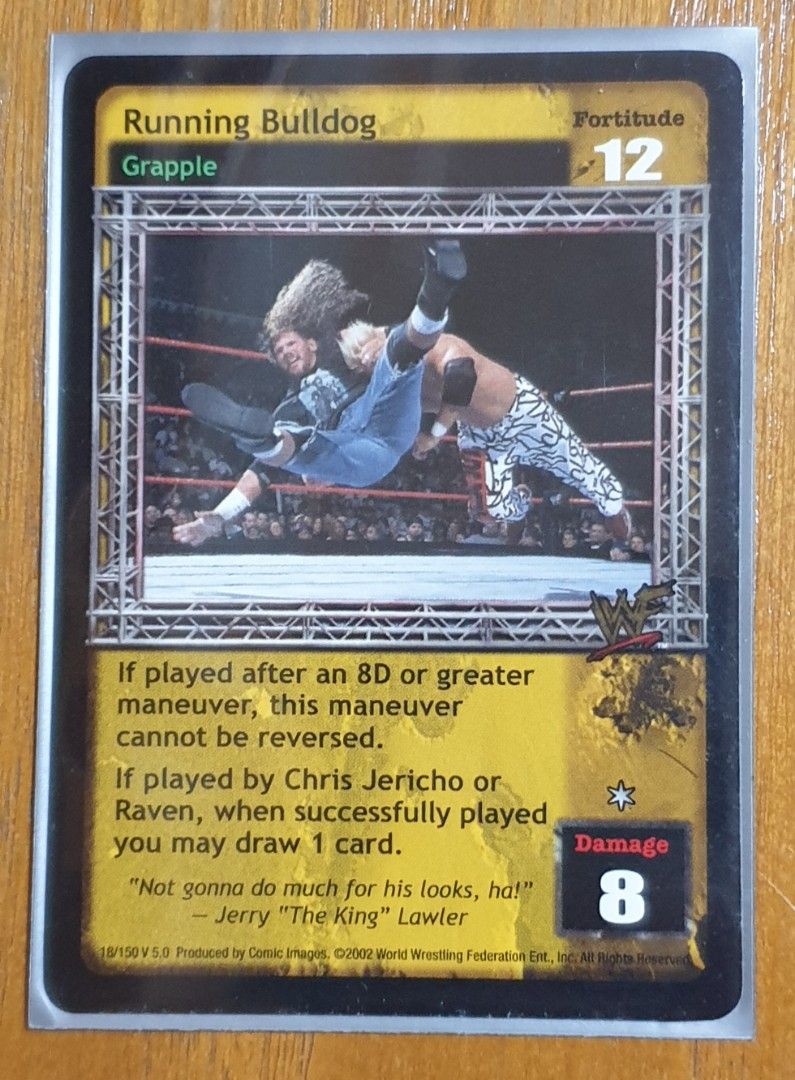 Running Bulldog
Fortitude
12
Grapple
WF
™
If played after an 8D or greater
maneuver, this maneuver
cannot be reversed.
If played by Chris Jericho or
Raven, when successfully played
you may draw 1 card.
Damage
8
"Not gonna do much for his looks, ha!"
— Jerry "The King" Lawler
18/150 V 5.0 Produced by Comic Images. ©2002 World Wrestling Federation Ent., Inc. All Rights Reserved.